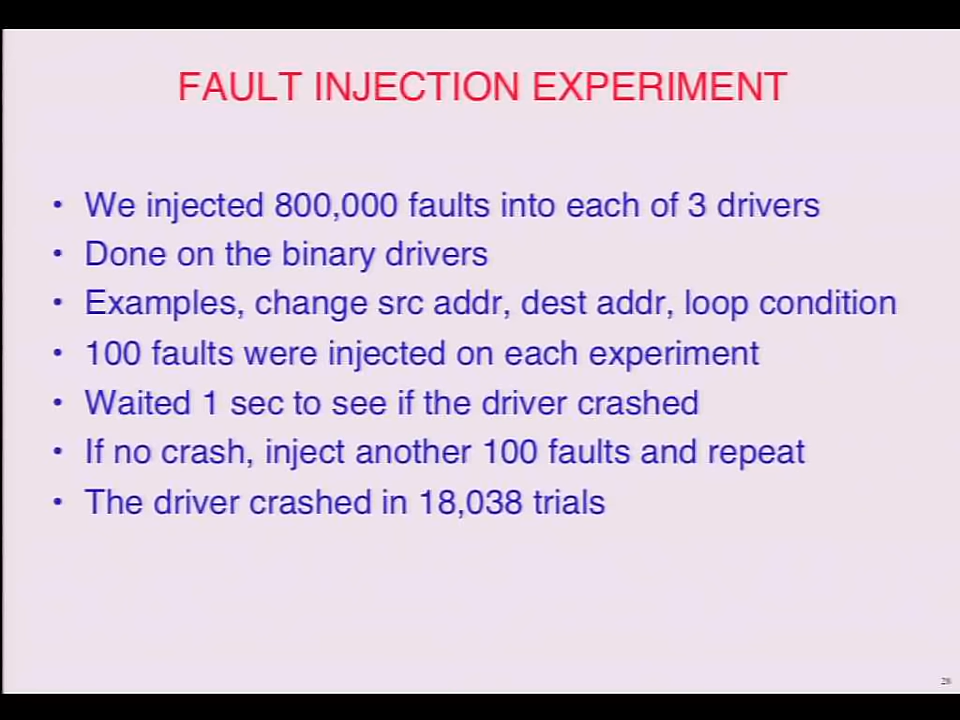 FAULT INJECTION EXPERIMENT
• We injected 800,000 faults into each of 3 drivers
• Done on the binary drivers
• Examples, change src addr, dest addr, loop condition
• 100 faults were injected on each experiment
• Waited 1 sec to see if the driver crashed
• If no crash, inject another 100 faults and repeat
• The driver crashed in 18,038 trials